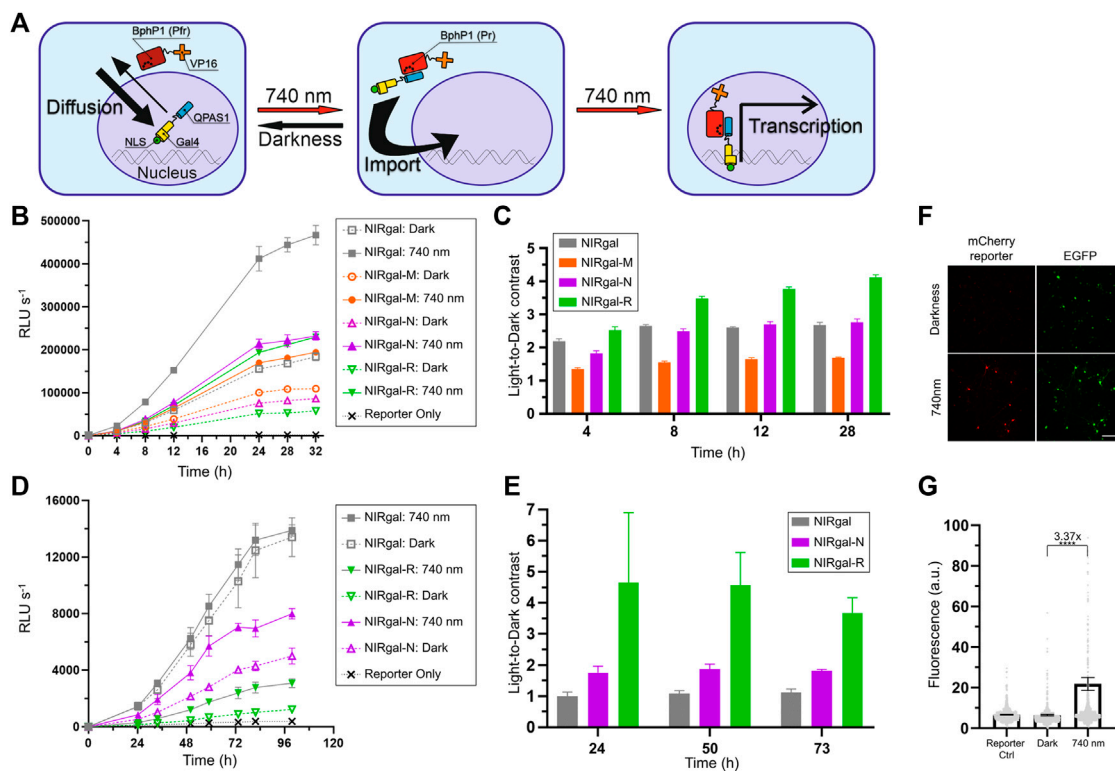 A
BphP1 (Pfr)
VP16
Diffusion
QPAS1
NLS
Gal4
Nucleus
740 nm
Darkness
BphP1 (Pr)
Import
740 nm
Transcription
B
RLU s-1
500000
400000
300000
200000
100000
0
0 4 8 12 16 20 24 28 32
Time (h)
NIRgal: Dark
NIRgal: 740 nm
NIRgal-M: Dark
NIRgal-M: 740 nm
NIRgal-N: Dark
NIRgal-N: 740 nm
NIRgal-R: Dark
NIRgal-R: 740 nm
Reporter Only
C
Light-to-Dark contrast
5
4
3
2
1
0
4 8 12 28
Time (h)
NIRgal
NIRgal-M
NIRgal-N
NIRgal-R
F
mCherry
reporter
EGFP
Darkness
740nm
D
RLU s-1
16000
12000
8000
4000
0
0 24 48 72 96 120
Time (h)
NIRgal: 740 nm
NIRgal: Dark
NIRgal-R: 740 nm
NIRgal-R: Dark
NIRgal-N: 740 nm
NIRgal-N: Dark
Reporter Only
E
Light-to-Dark contrast
7
6
5
4
3
2
1
0
24 50 73
Time (h)
NIRgal
NIRgal-N
NIRgal-R
G
Fluorescence (a.u.)
100
80
60
40
20
0
3.37x
****
Reporter
Ctrl
Dark
740 nm